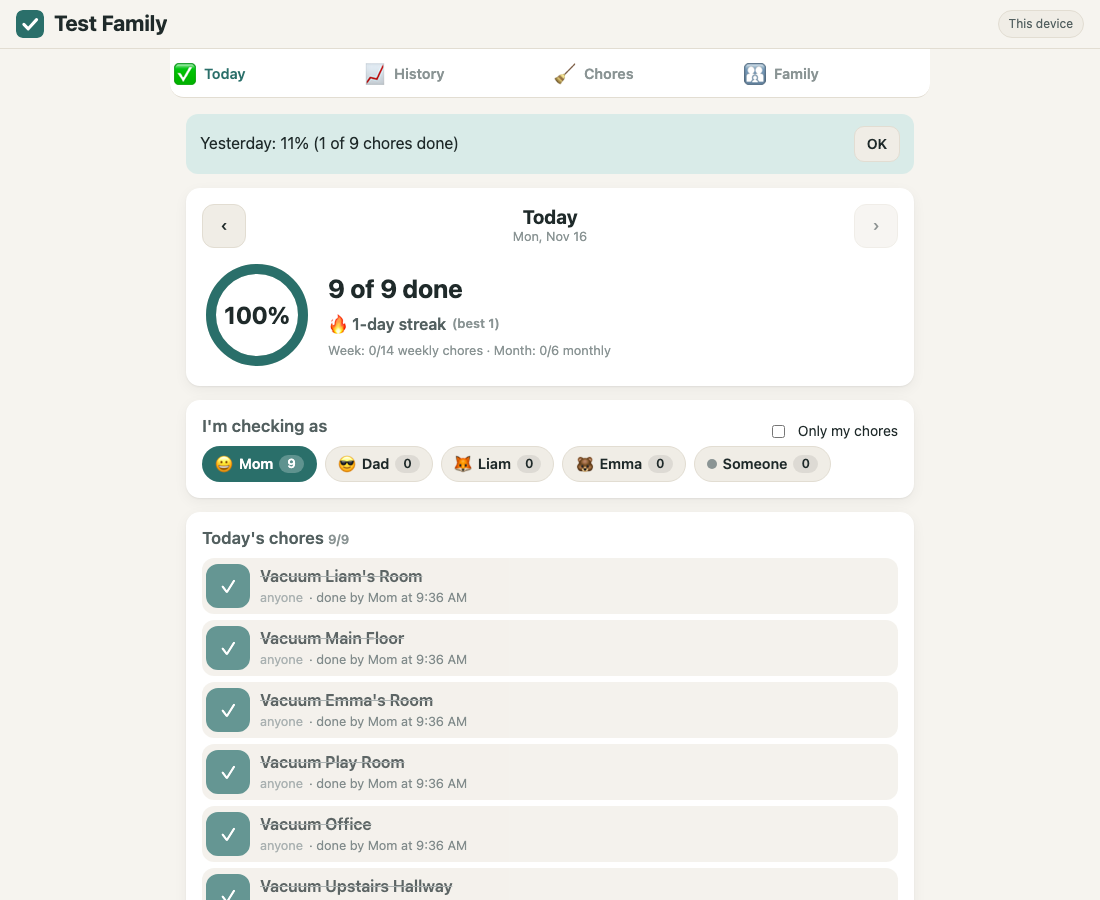 Test Family
This device
Today
History
Chores
Family
Yesterday: 11% (1 of 9 chores done)
OK
‹
Today
›
Mon, Nov 16
100%
9 of 9 done
1-day streak (best 1)
Week: 0/14 weekly chores · Month: 0/6 monthly
I'm checking as
Only my chores
Mom 9
Dad 0
Liam 0
Emma 0
Someone 0
Today's chores 9/9
Vacuum Liam's Room
anyone · done by Mom at 9:36 AM
Vacuum Main Floor
anyone · done by Mom at 9:36 AM
Vacuum Emma's Room
anyone · done by Mom at 9:36 AM
Vacuum Play Room
anyone · done by Mom at 9:36 AM
Vacuum Office
anyone · done by Mom at 9:36 AM
Vacuum Upstairs Hallway